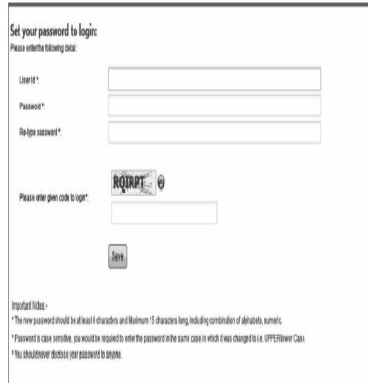 Set your password to login:
Please enter the following detail:
User Id *:
Password *:
Re-type password *:
RQIRPT
Please enter given code to login*:
Save
Important Notes:-
* The new password should be at least 6 characters and Maximum 15 characters long, including combination of alphabets, numeric.
* Password is case sensitive, you would be required to enter the password in the same case in which it was changed to i.e. UPPER/lower Case.
* You should never disclose your password to anyone.